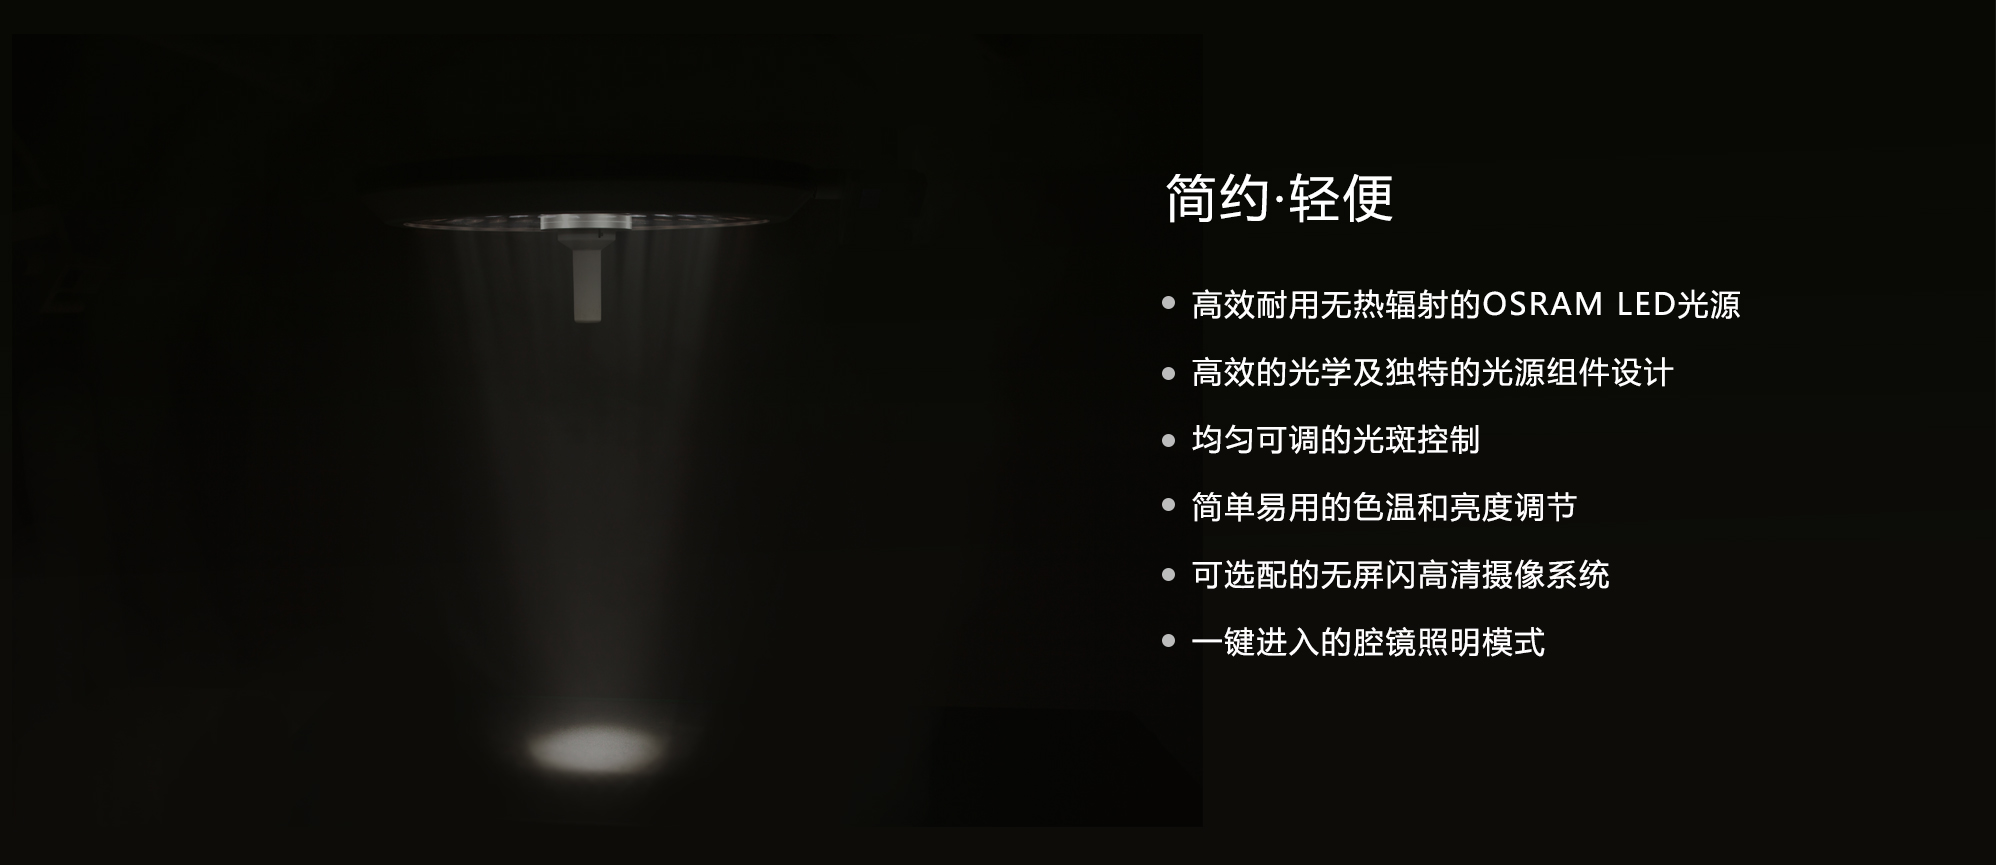 简约·轻便
高效耐用无热辐射的OSRAM LED光源
高效的光学及独特的光源组件设计
均匀可调的光斑控制
简单易用的色温和亮度调节
可选配的无屏闪高清摄像系统
一键进入的腔镜照明模式